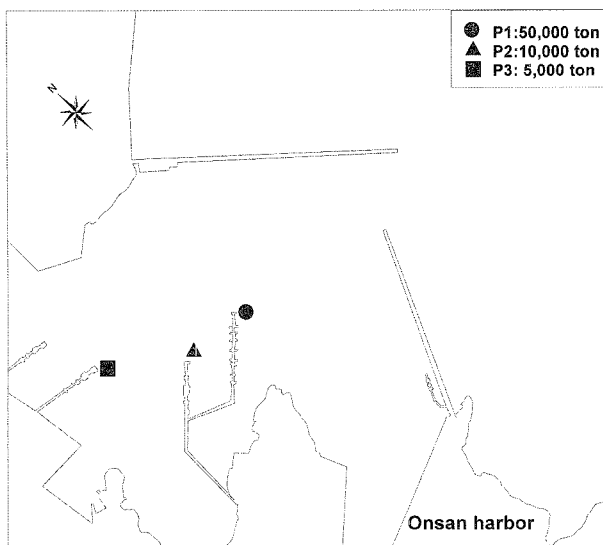 P1:50,000 ton
P2:10,000 ton
P3: 5,000 ton
N
Onsan harbor